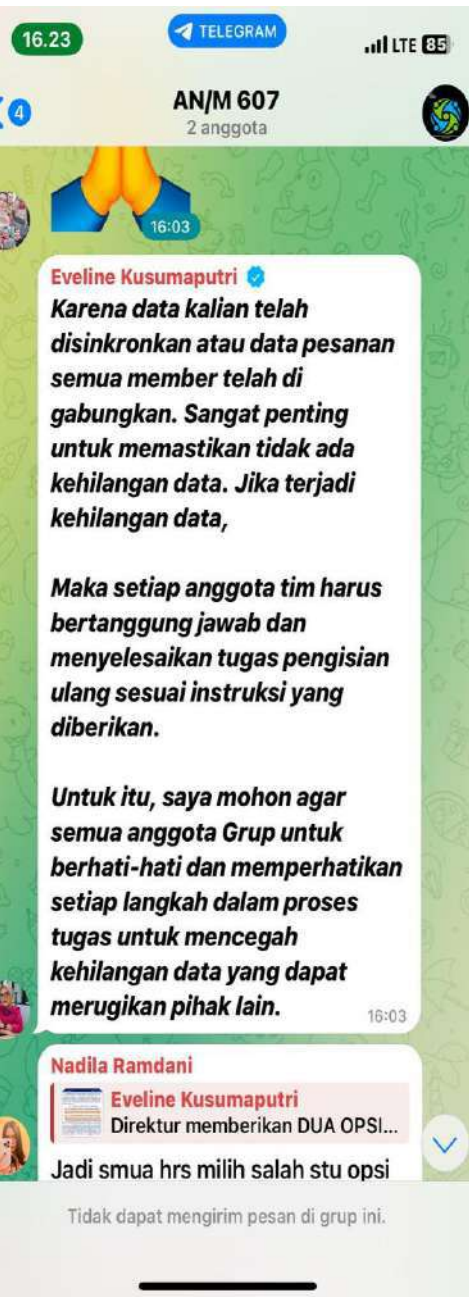 16.23
TELEGRAM
LTE 85
4
AN/M 607
2 anggota
16:03
Eveline Kusumaputri
Karena data kalian telah
disinkronkan atau data pesanan
semua member telah di
gabungkan. Sangat penting
untuk memastikan tidak ada
kehilangan data. Jika terjadi
kehilangan data,
Maka setiap anggota tim harus
bertanggung jawab dan
menyelesaikan tugas pengisian
ulang sesuai instruksi yang
diberikan.
Untuk itu, saya mohon agar
semua anggota Grup untuk
berhati-hati dan memperhatikan
setiap langkah dalam proses
tugas untuk mencegah
kehilangan data yang dapat
merugikan pihak lain.
16:03
Nadila Ramdani
Eveline Kusumaputri
Direktur memberikan DUA OPSI...
Jadi smua hrs milih salah stu opsi
Tidak dapat mengirim pesan di grup ini.